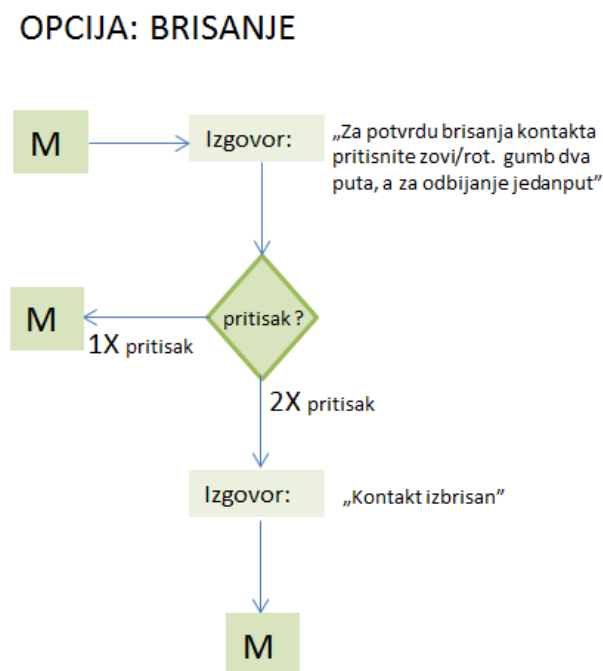 OPCIJA: BRISANJE
M
Izgovor:
„Za potvrdu brisanja kontakta
pritisnite zovi/rot. gumb dva
puta, a za odbijanje jedanput”
M
pritisak ?
1X pritisak
2X pritisak
Izgovor:
„Kontakt izbrisan”
M